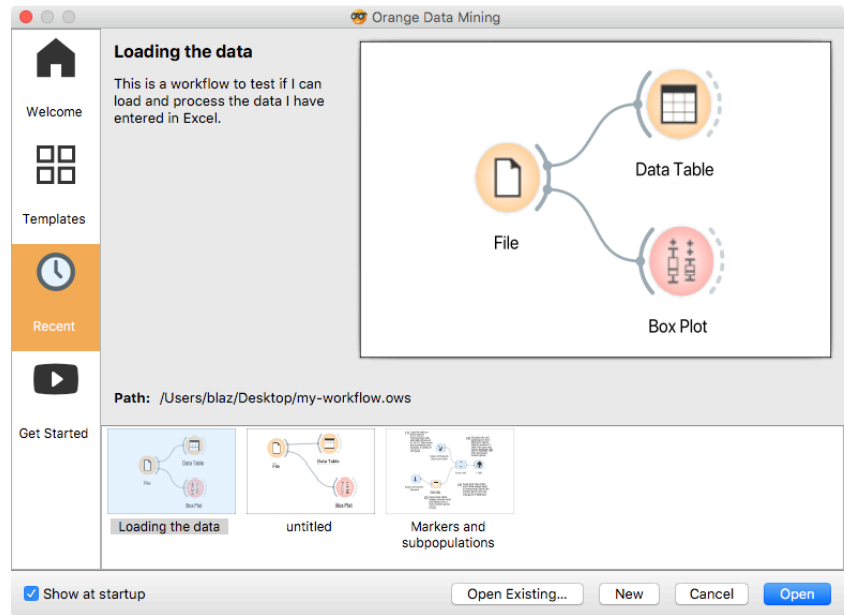 Orange Data Mining
Welcome
Templates
Recent
Get Started
Loading the data
This is a workflow to test if I can
load and process the data I have
entered in Excel.
File
Data Table
Box Plot
Path: /Users/blaz/Desktop/my-workflow.ows
File
Data Table
Box Plot
Loading the data
File
Data Table
Box Plot
untitled
Markers and
subpopulations
Show at startup
Open Existing...
New
Cancel
Open